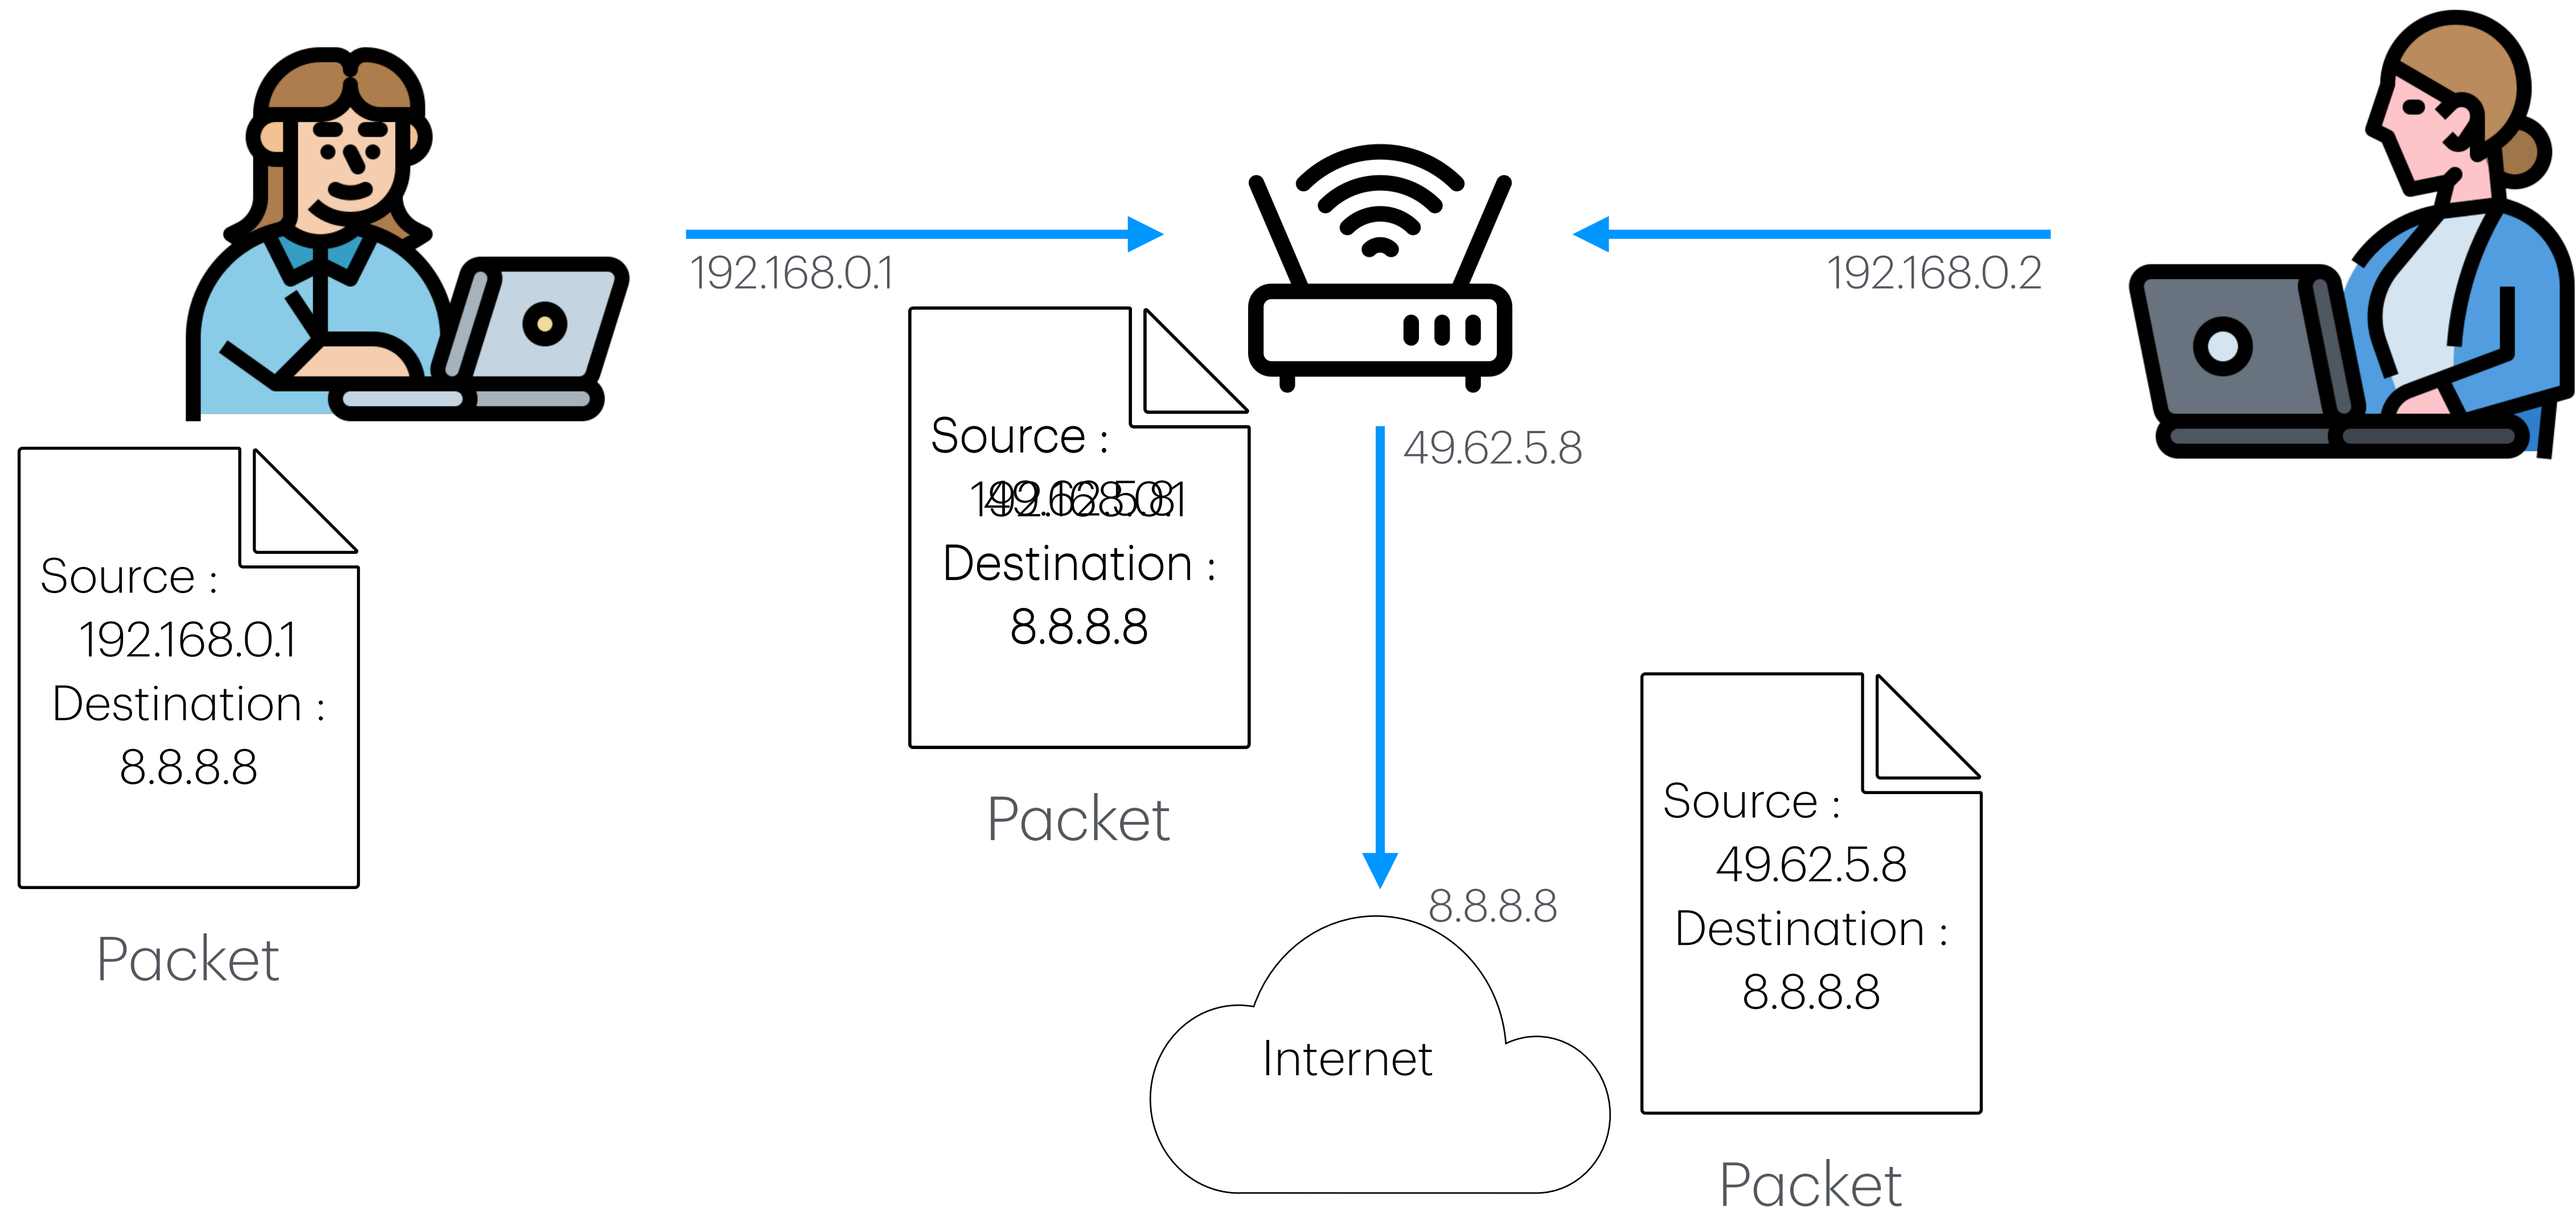 192.168.0.1
192.168.0.2
Source :
192.168.0.1
Destination :
8.8.8.8
Packet
Source :
Destination :
8.8.8.8
Packet
49.62.5.8
8.8.8.8
Internet
Source :
49.62.5.8
Destination :
8.8.8.8
Packet